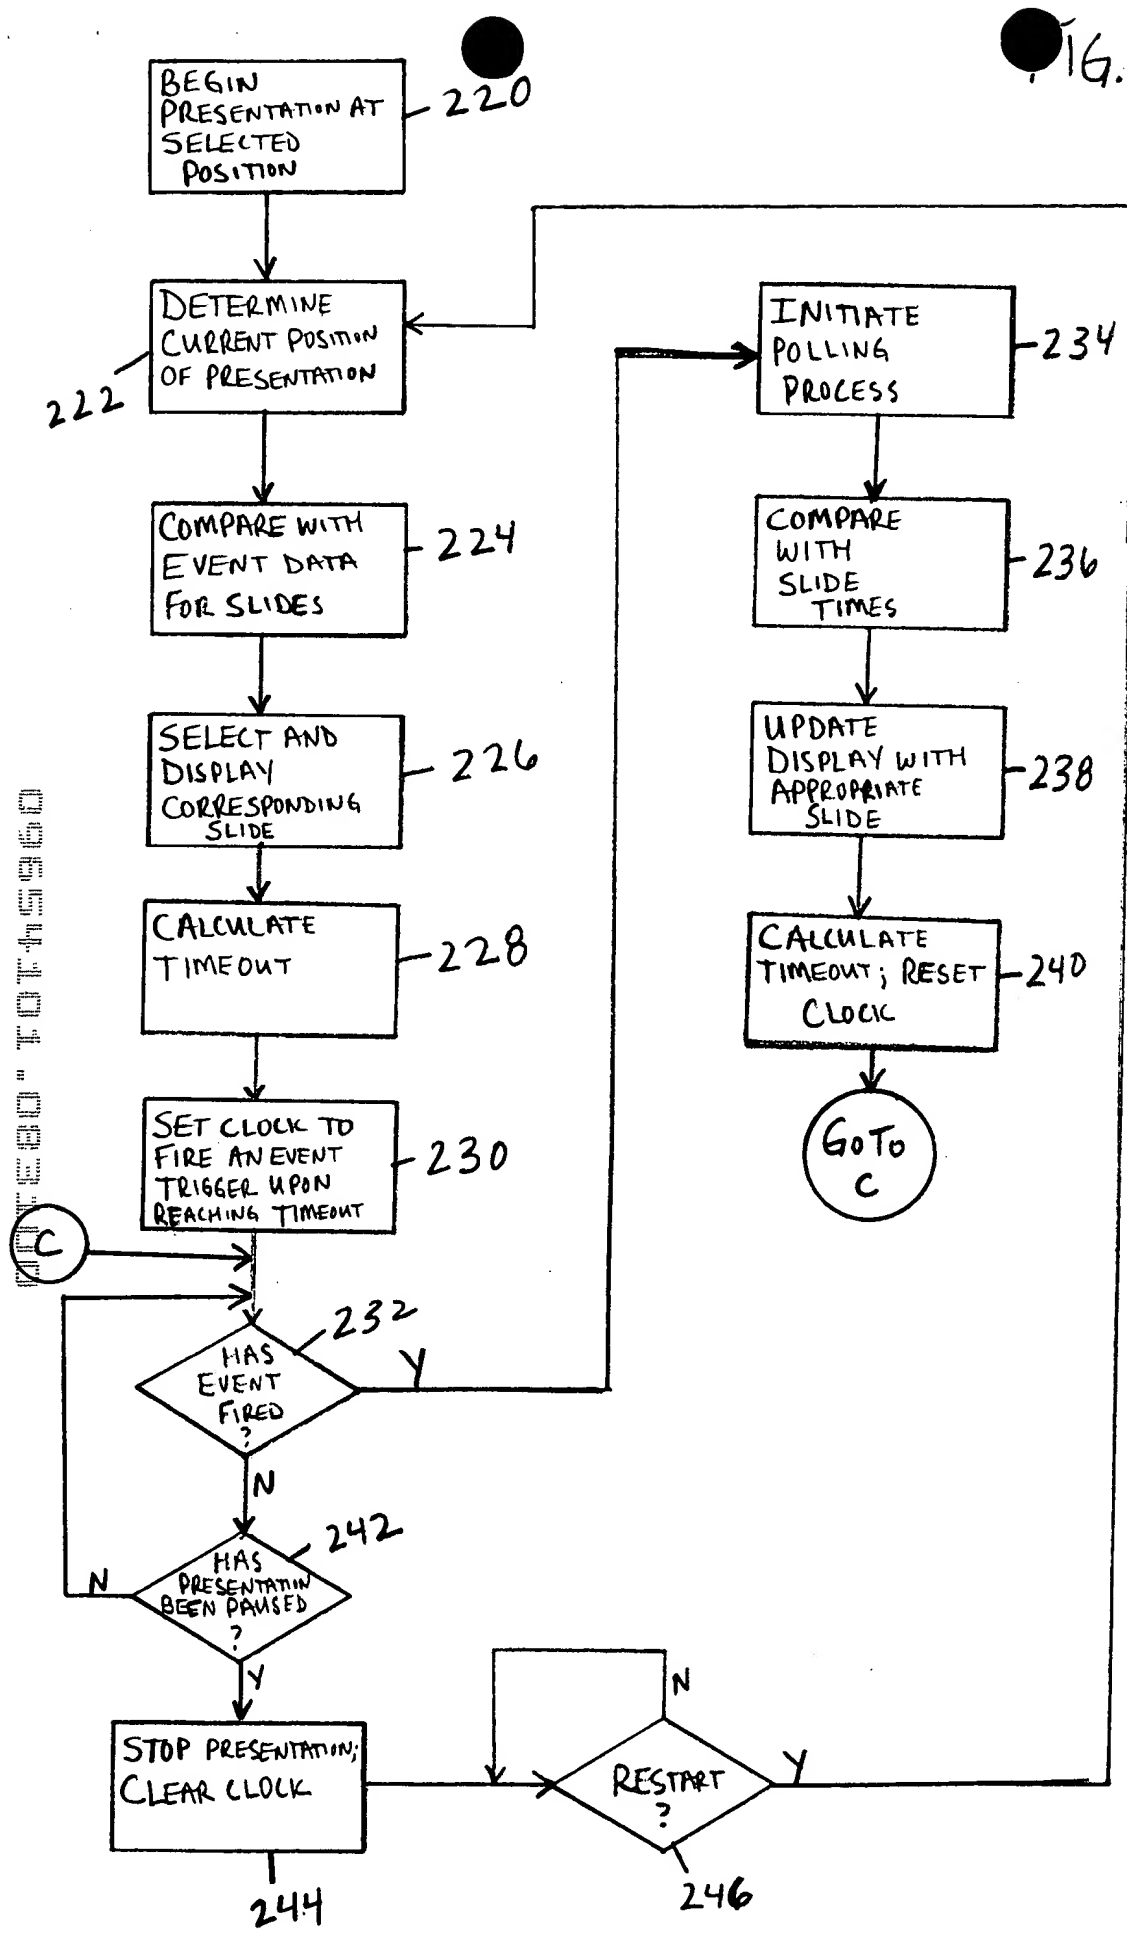 IG.
BEGIN
PRESENTATION AT
SELECTED
POSITION
220
DETERMINE
CURRENT POSITION
OF PRESENTATION
222
COMPARE WITH
EVENT DATA
FOR SLIDES
224
SELECT AND
DISPLAY
CORRESPONDING
SLIDE
226
CALCULATE
TIMEOUT
228
SET CLOCK TO
FIRE AN EVENT
TRIGGER UPON
REACHING TIMEOUT
230
C
HAS
EVENT
FIRED
?
232
Y
N
HAS
PRESENTATION
BEEN PAUSED
?
242
N
Y
STOP PRESENTATION;
CLEAR CLOCK
244
RESTART
?
246
N
Y
INITIATE
POLLING
PROCESS
234
COMPARE
WITH
SLIDE
TIMES
236
UPDATE
DISPLAY WITH
APPROPRIATE
SLIDE
238
CALCULATE
TIMEOUT; RESET
CLOCK
240
GO TO
C